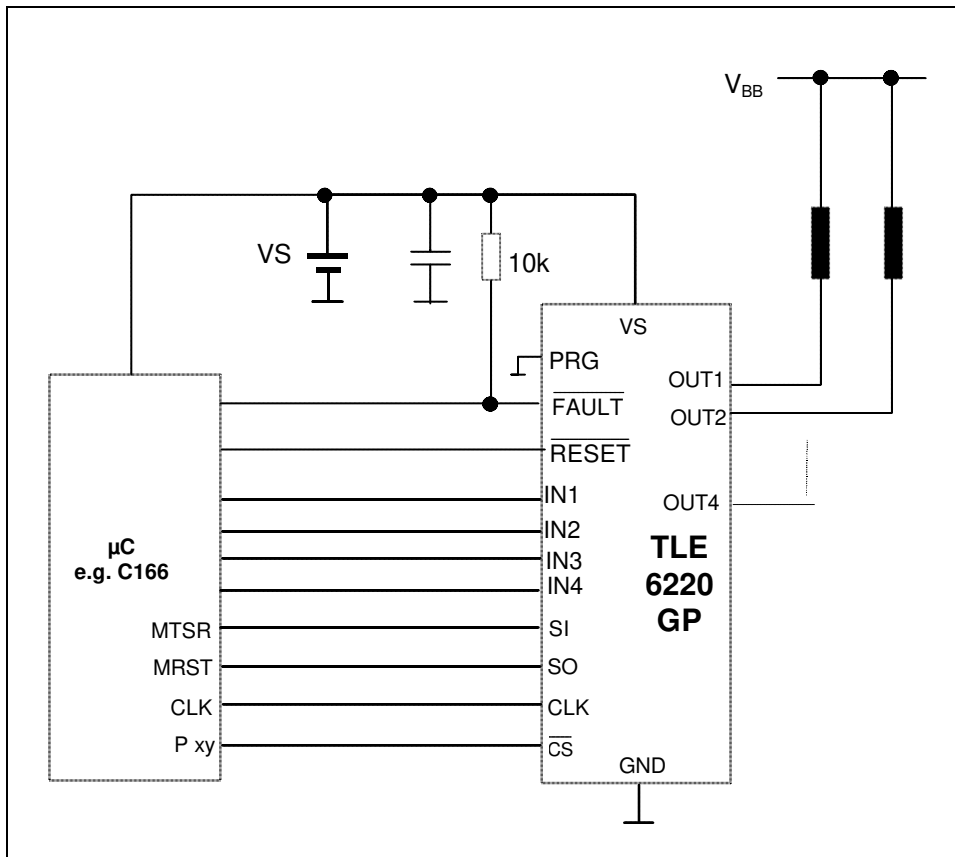 V_BB
VS
10k
VS
PRG
OUT1
FAULT
OUT2
RESET
IN1
OUT4
IN2
IN3
IN4
µC
e.g. C166
TLE
6220
GP
MTSR
SI
MRST
SO
CLK
CLK
P xy
CS
GND